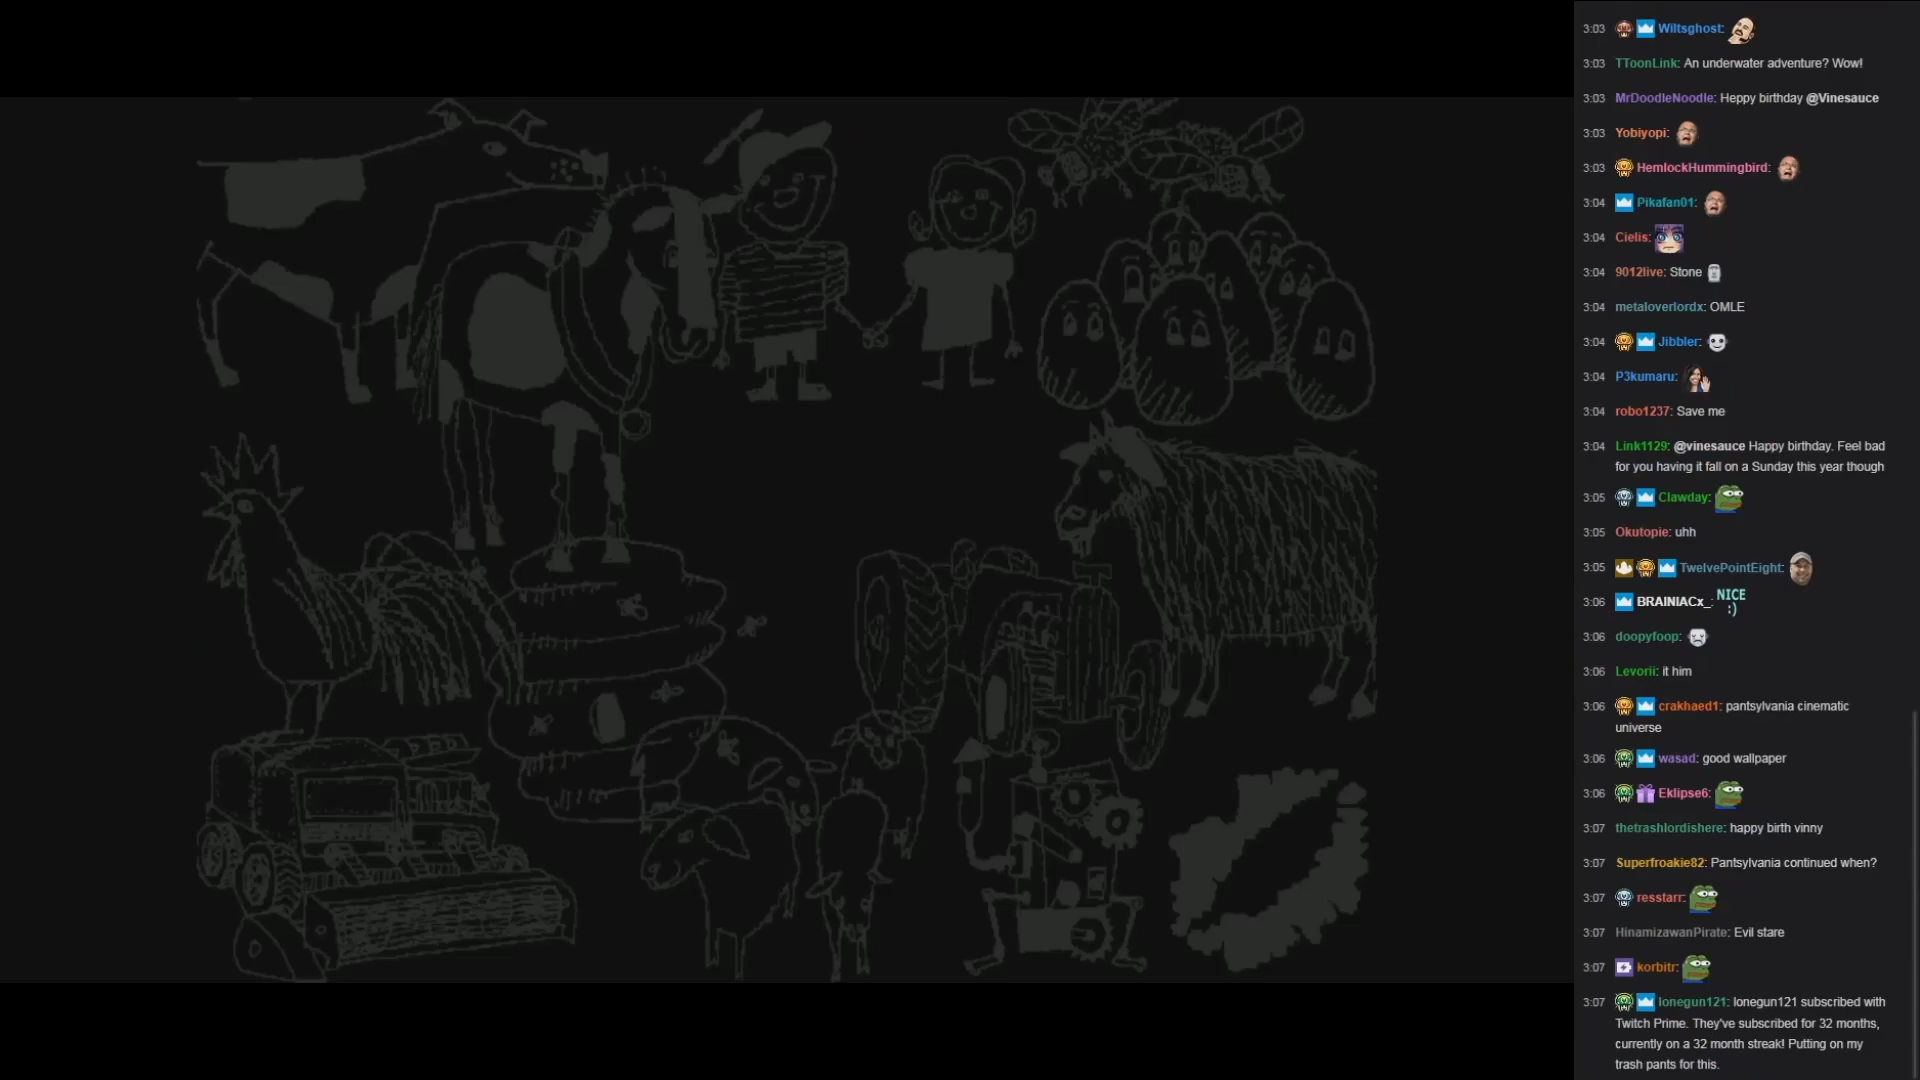 3:03 Wiltsghost:
3:03 TToonLink: An underwater adventure? Wow!
3:03 MrDoodleNoodle: Heppy birthday @Vinesauce
3:03 Yobiyopi:
3:03 HemlockHummingbird:
3:04 Pikafan01:
3:04 Cielis:
3:04 9012live: Stone
3:04 metaloverlordx: OMLE
3:04 Jibbler:
3:04 P3kumaru:
3:04 robo1237: Save me
3:04 Link1129: @vinesauce Happy birthday. Feel bad
for you having it fall on a Sunday this year though
3:05 Clawday:
3:05 Okutopie: uhh
3:05 TwelvePointEight:
3:06 BRAINIACx_: NICE :)
3:06 doopyfoop:
3:06 Levorii: it him
3:06 crakhaed1: pantsylvania cinematic
universe
3:06 wasad: good wallpaper
3:06 Eklipse6:
3:07 thetrashlordishere: happy birth vinny
3:07 Superfroakie82: Pantsylvania continued when?
3:07 resstarr:
3:07 HinamizawanPirate: Evil stare
3:07 korbitr:
3:07 lonegun121: lonegun121 subscribed with
Twitch Prime. They've subscribed for 32 months,
currently on a 32 month streak! Putting on my
trash pants for this.